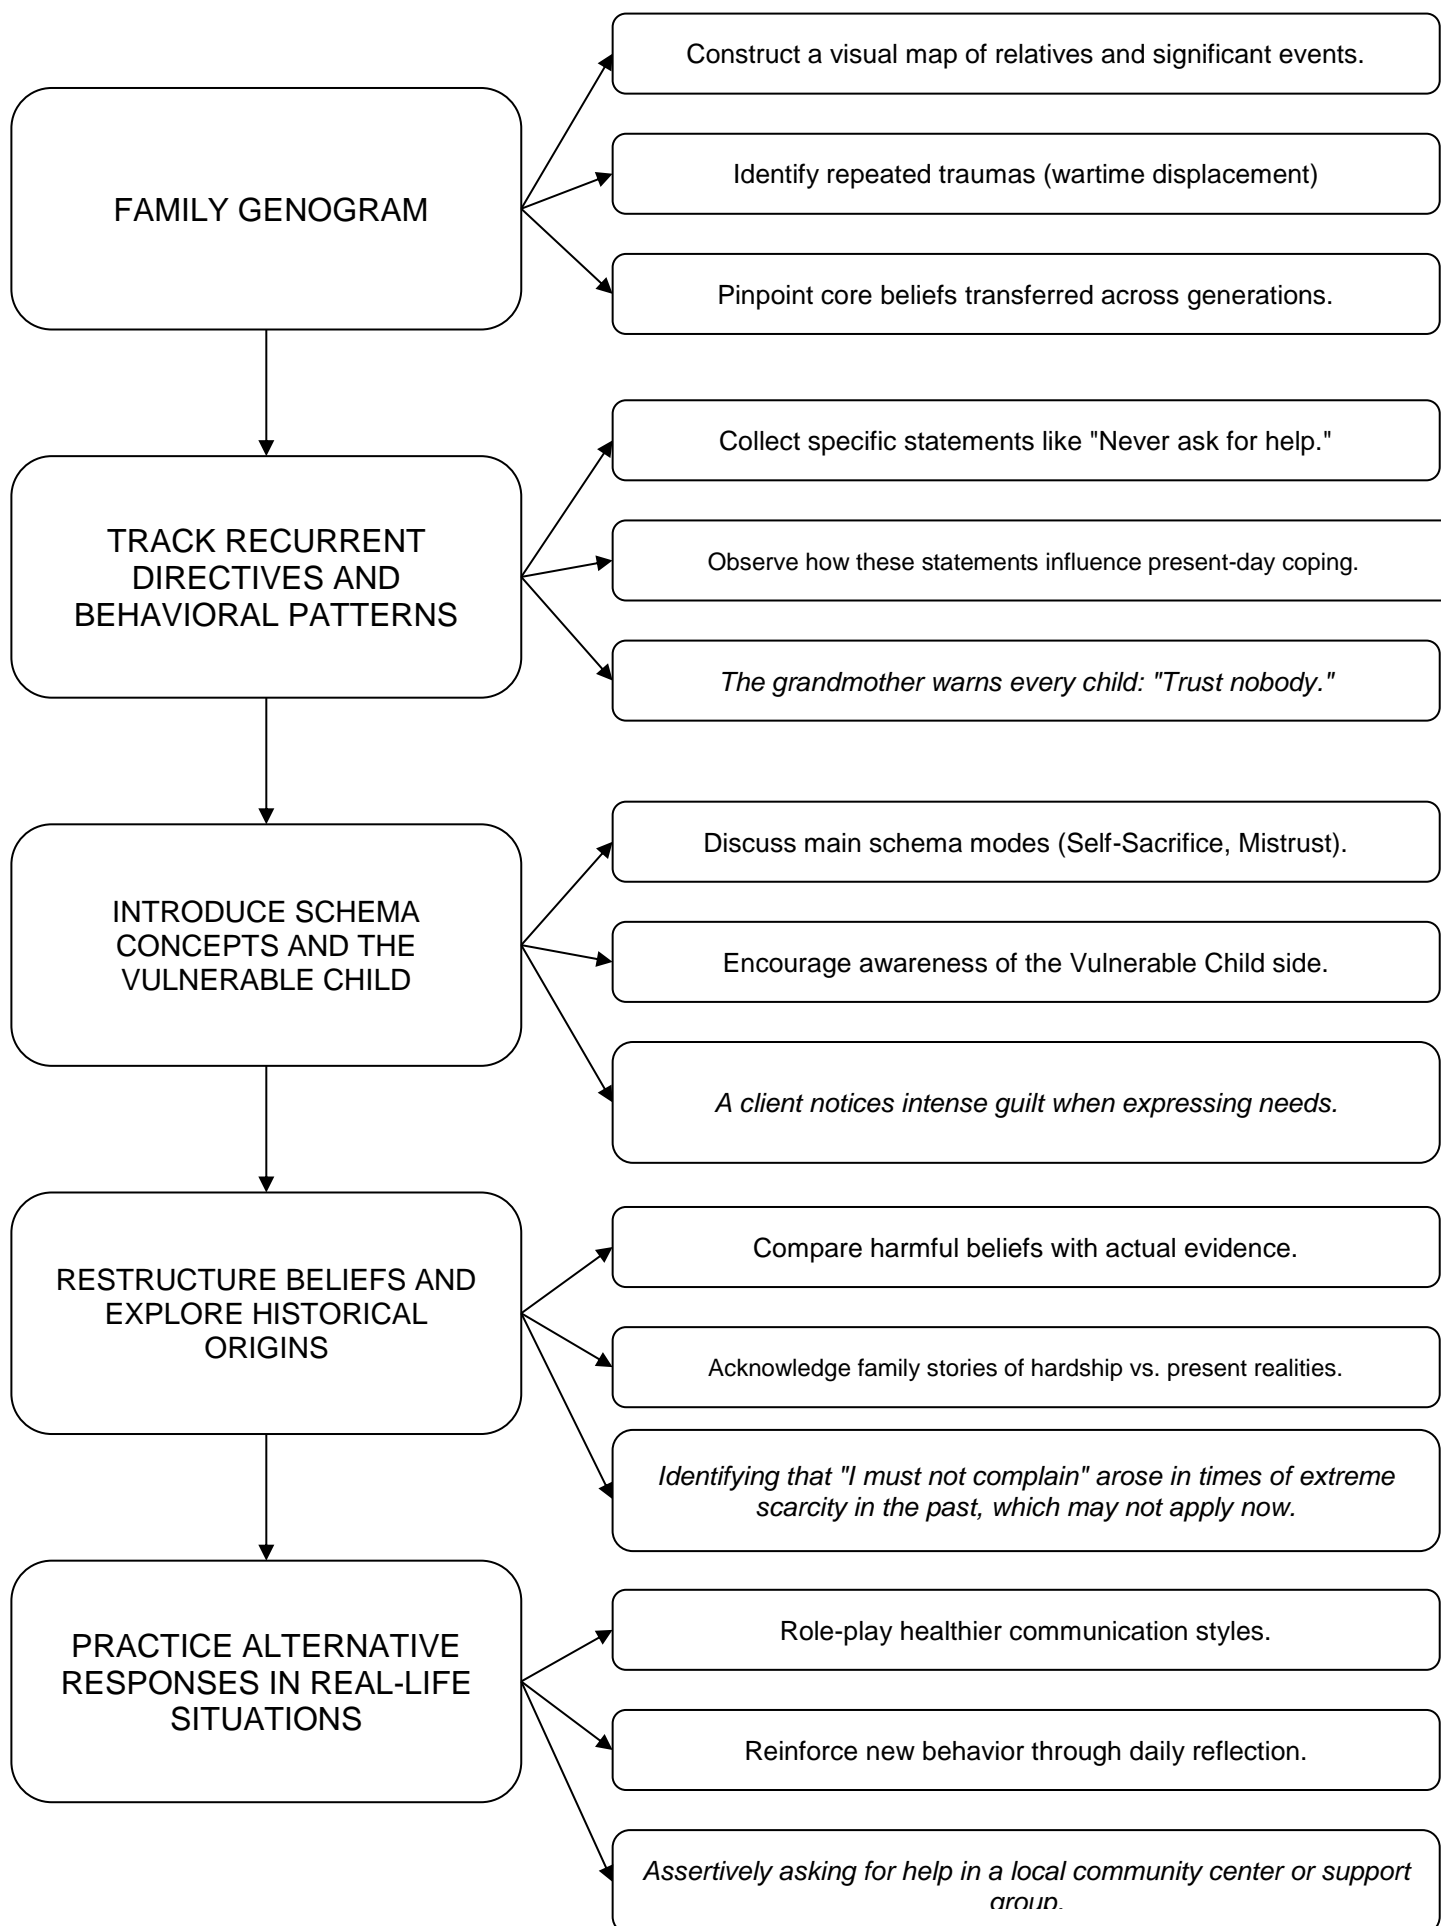 FAMILY GENOGRAM
Construct a visual map of relatives and significant events.
Identify repeated traumas (wartime displacement)
Pinpoint core beliefs transferred across generations.
TRACK RECURRENT
DIRECTIVES AND
BEHAVIORAL PATTERNS
Collect specific statements like "Never ask for help."
Observe how these statements influence present-day coping.
The grandmother warns every child: "Trust nobody."
INTRODUCE SCHEMA
CONCEPTS AND THE
VULNERABLE CHILD
Discuss main schema modes (Self-Sacrifice, Mistrust).
Encourage awareness of the Vulnerable Child side.
A client notices intense guilt when expressing needs.
RESTRUCTURE BELIEFS AND
EXPLORE HISTORICAL
ORIGINS
Compare harmful beliefs with actual evidence.
Acknowledge family stories of hardship vs. present realities.
Identifying that "I must not complain" arose in times of extreme
scarcity in the past, which may not apply now.
PRACTICE ALTERNATIVE
RESPONSES IN REAL-LIFE
SITUATIONS
Role-play healthier communication styles.
Reinforce new behavior through daily reflection.
Assertively asking for help in a local community center or support
group.